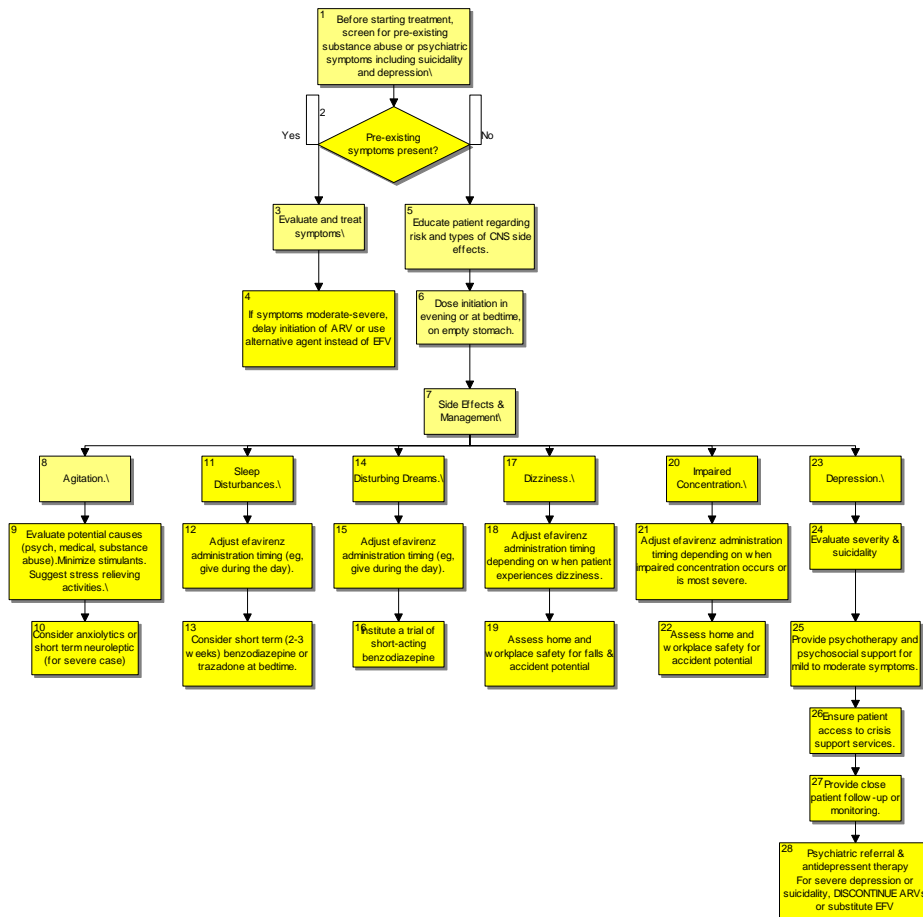 1
Before starting treatment,
screen for pre-existing
substance abuse or psychiatric
symptoms including suicidality
and depression\
2
Yes
No
Pre-existing
symptoms present?
3
Evaluate and treat
symptoms\
5
Educate patient regarding
risk and types of CNS side
effects.
4
If symptoms moderate-severe,
delay initiation of ARV or use
alternative agent instead of EFV
6
Dose initiation in
evening or at bedtime,
on empty stomach.
7
Side Effects &
Management\
8
Agitation.\
9
Evaluate potential causes
(psych, medical, substance
abuse).Minimize stimulants.
Suggest stress relieving
activities.\
10
Consider anxiolytics or
short term neuroleptic
(for severe case)
11
Sleep
Disturbances.\
12
Adjust efavirenz
administration timing (eg,
give during the day).
13
Consider short term (2-3
weeks) benzodiazepine or
trazadone at bedtime.
14
Disturbing Dreams.\
15
Adjust efavirenz
administration timing (eg,
give during the day).
16
Institute a trial of
short-acting
benzodiazepine
17
Dizziness.\
18
Adjust efavirenz
administration timing
depending on when patient
experiences dizziness.
19
Assess home and
workplace safety for falls &
accident potential
20
Impaired
Concentration.\
21
Adjust efavirenz administration
timing depending on when
impaired concentration occurs or
is most severe.
22
Assess home and
workplace safety for
accident potential
23
Depression.\
24
Evaluate severity &
suicidality
25
Provide psychotherapy and
psychosocial support for
mild to moderate symptoms.
26
Ensure patient
access to crisis
support services.
27
Provide close
patient follow-up or
monitoring.
28
Psychiatric referral &
antidepressent therapy
For severe depression or
suicidality, DISCONTINUE ARVs
or substitute EFV